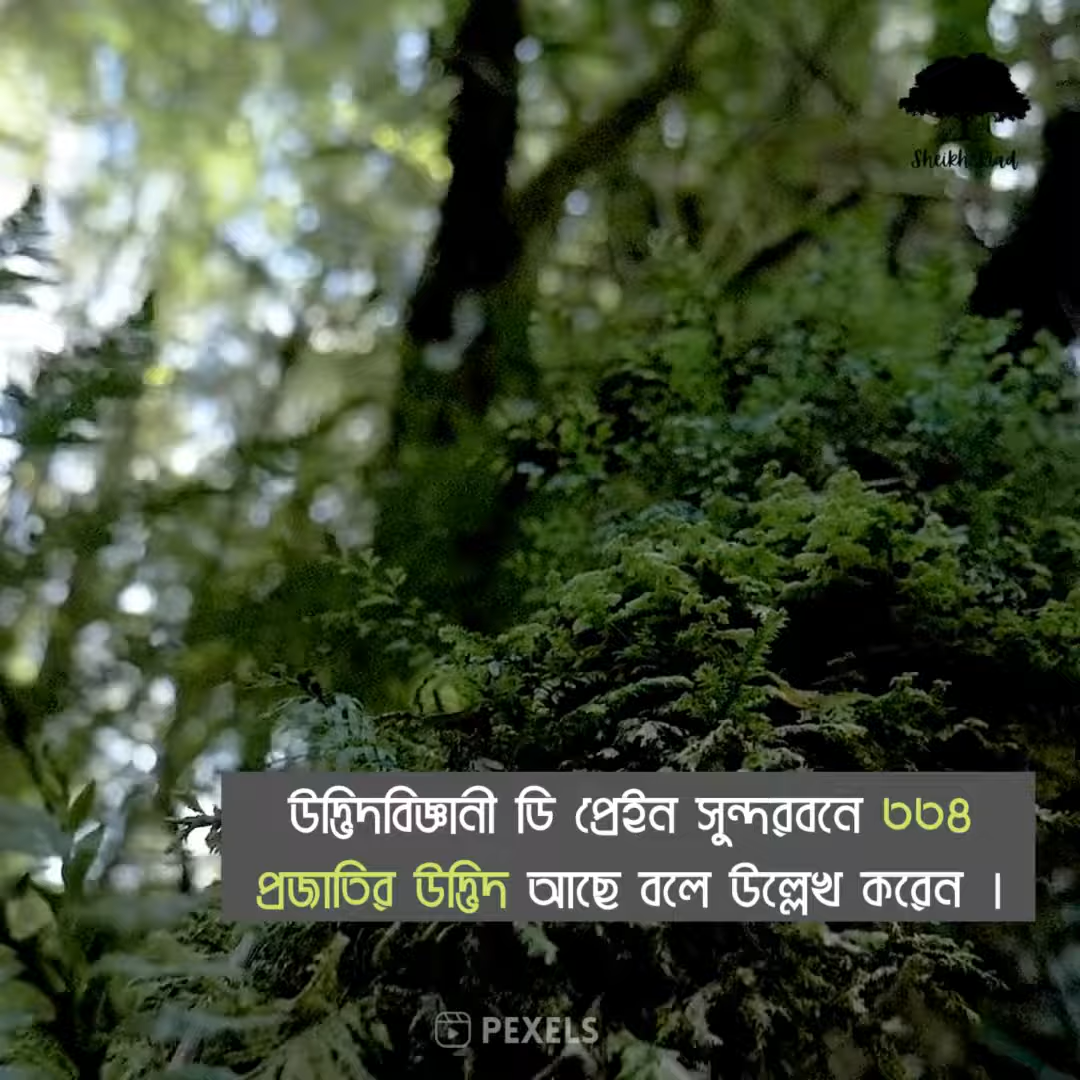 উদ্ভিদবিজ্ঞানী ডি প্রেইন সুন্দরবনে ৩৩৪
প্রজাতির উদ্ভিদ আছে বলে উল্লেখ করেন ।
PEXELS